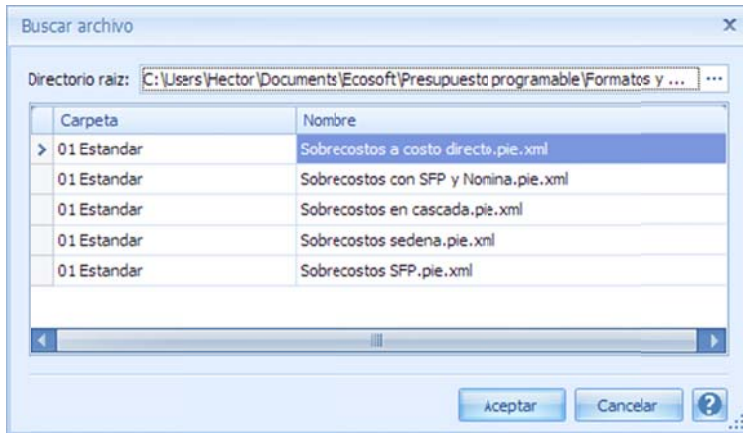 Buscar archivo x
Directorio raiz: C:\Users\Hector\Documents\Ecosoft\Presupuesto programable\Formatos y ... ...
Carpeta Nombre
> 01 Estandar Sobrecostos a costo directo.pie.xml
01 Estandar Sobrecostos con SFP y Nomina.pie.xml
01 Estandar Sobrecostos en cascada.pie.xml
01 Estandar Sobrecostos sedena.pie.xml
01 Estandar Sobrecostos SFP.pie.xml
Aceptar Cancelar ?